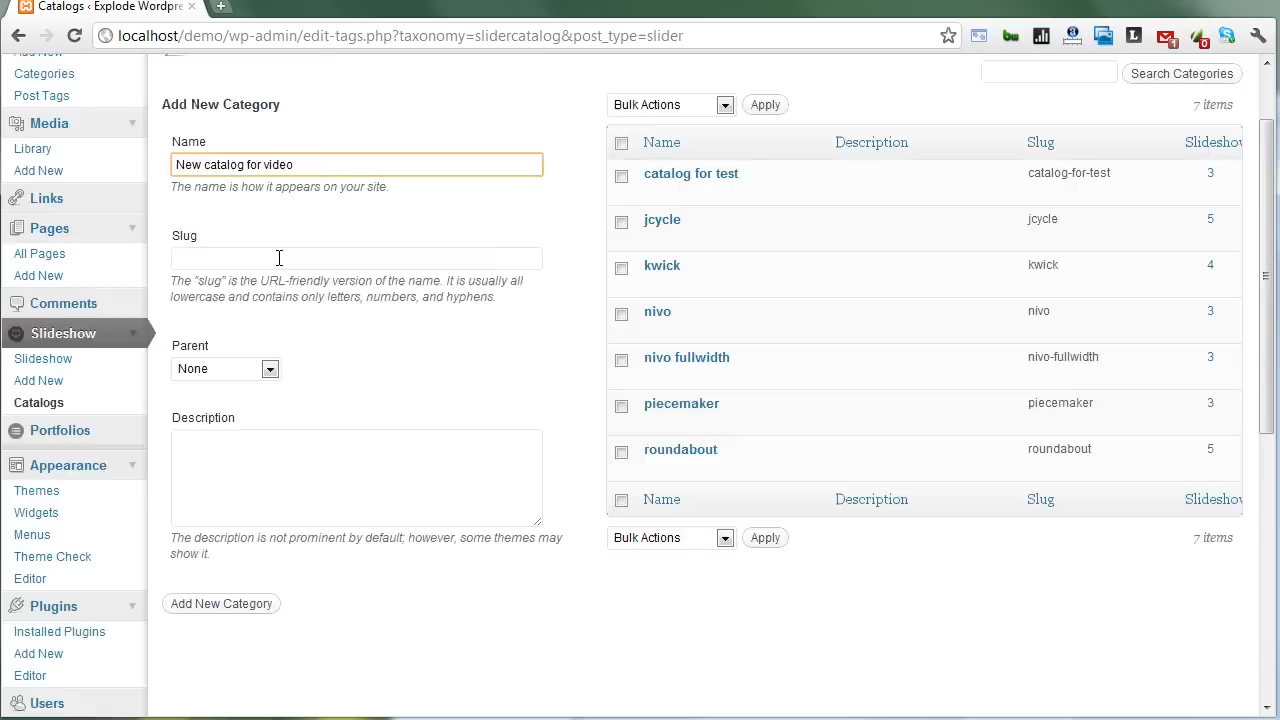 Catalogs ‹ Explode Wordpr
localhost/demo/wp-admin/edit-tags.php?taxonomy=slidercatalog&post_type=slider
Add New
Categories
Post Tags
Media
Library
Add New
Links
Pages
All Pages
Add New
Comments
Slideshow
Slideshow
Add New
Catalogs
Portfolios
Appearance
Themes
Widgets
Menus
Theme Check
Editor
Plugins
Installed Plugins
Add New
Editor
Users
Search Categories
Add New Category
Name
New catalog for video
The name is how it appears on your site.
Slug
The “slug” is the URL-friendly version of the name. It is usually all
lowercase and contains only letters, numbers, and hyphens.
Parent
None
Description
The description is not prominent by default; however, some themes may
show it.
Add New Category
Bulk Actions Apply 7 items
Name Description Slug Slideshov
catalog for test catalog-for-test 3
jcycle jcycle 5
kwick kwick 4
nivo nivo 3
nivo fullwidth nivo-fullwidth 3
piecemaker piecemaker 3
roundabout roundabout 5
Name Description Slug Slideshov
Bulk Actions Apply 7 items